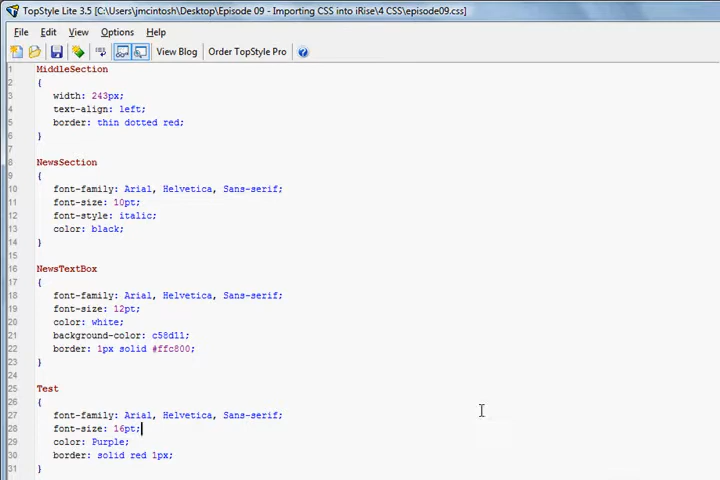 TopStyle Lite 3.5 [C:\Users\jmcintosh\Desktop\Episode 09 - Importing CSS into iRise\4 CSS\episode09.css]
File Edit View Options Help
View Blog Order TopStyle Pro
1 MiddleSection
2 {
3 width: 243px;
4 text-align: left;
5 border: thin dotted red;
6 }
7
8 NewsSection
9 {
10 font-family: Arial, Helvetica, Sans-serif;
11 font-size: 10pt;
12 font-style: italic;
13 color: black;
14 }
15
16 NewsTextBox
17 {
18 font-family: Arial, Helvetica, Sans-serif;
19 font-size: 12pt;
20 color: white;
21 background-color: c58d11;
22 border: 1px solid #ffc800;
23 }
24
25 Test
26 {
27 font-family: Arial, Helvetica, Sans-serif;
28 font-size: 16pt;
29 color: Purple;
30 border: solid red 1px;
31 }